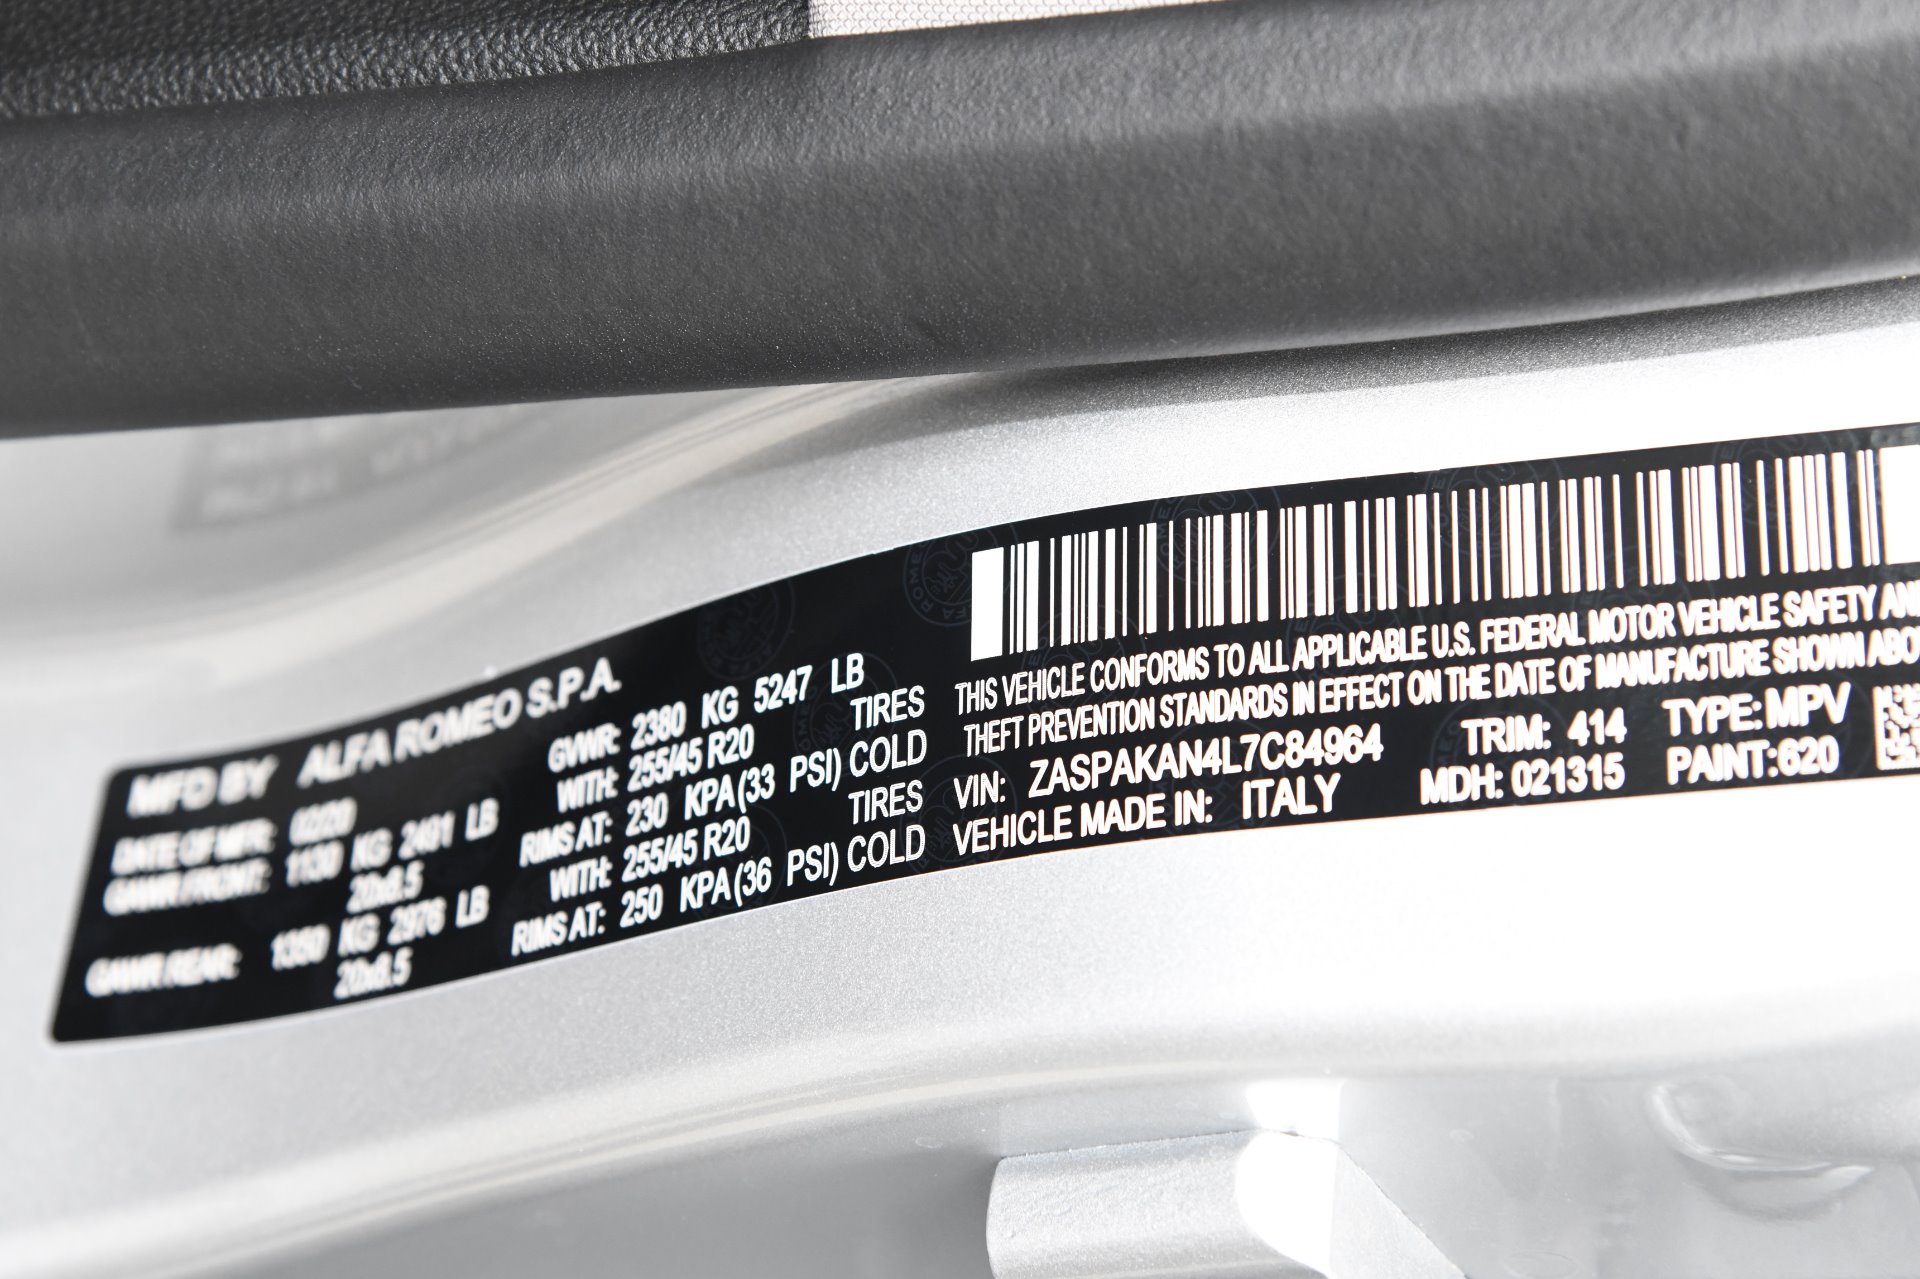 MFD BY ALFA ROMEO S.P.A.
DATE OF MFR: 02/20
GAWR FRONT: 1130 KG 2491 LB
20x8.5
GAWR REAR: 1350 KG 2976 LB
20x8.5
GVWR: 2380 KG 5247 LB
WITH: 255/45 R20 TIRES
RIMS AT: 230 KPA(33 PSI) COLD
WITH: 255/45 R20 TIRES
RIMS AT: 250 KPA(36 PSI) COLD
THIS VEHICLE CONFORMS TO ALL APPLICABLE U.S. FEDERAL MOTOR VEHICLE SAFETY AN
THEFT PREVENTION STANDARDS IN EFFECT ON THE DATE OF MANUFACTURE SHOWN ABO
VIN: ZASPAKAN4L7C84964 TRIM: 414 TYPE: MPV
VEHICLE MADE IN: ITALY MDH: 021315 PAINT:620